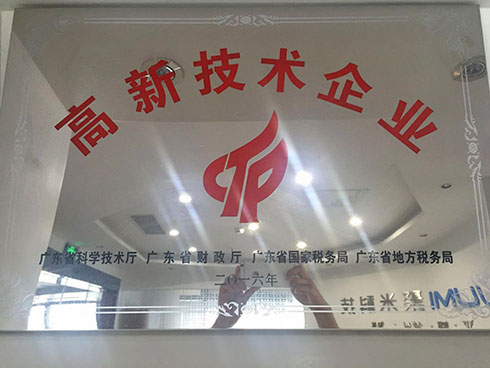 高新技术企业
广东省科学技术厅 广东省财政厅 广东省国家税务局 广东省地方税务局
二〇一六年